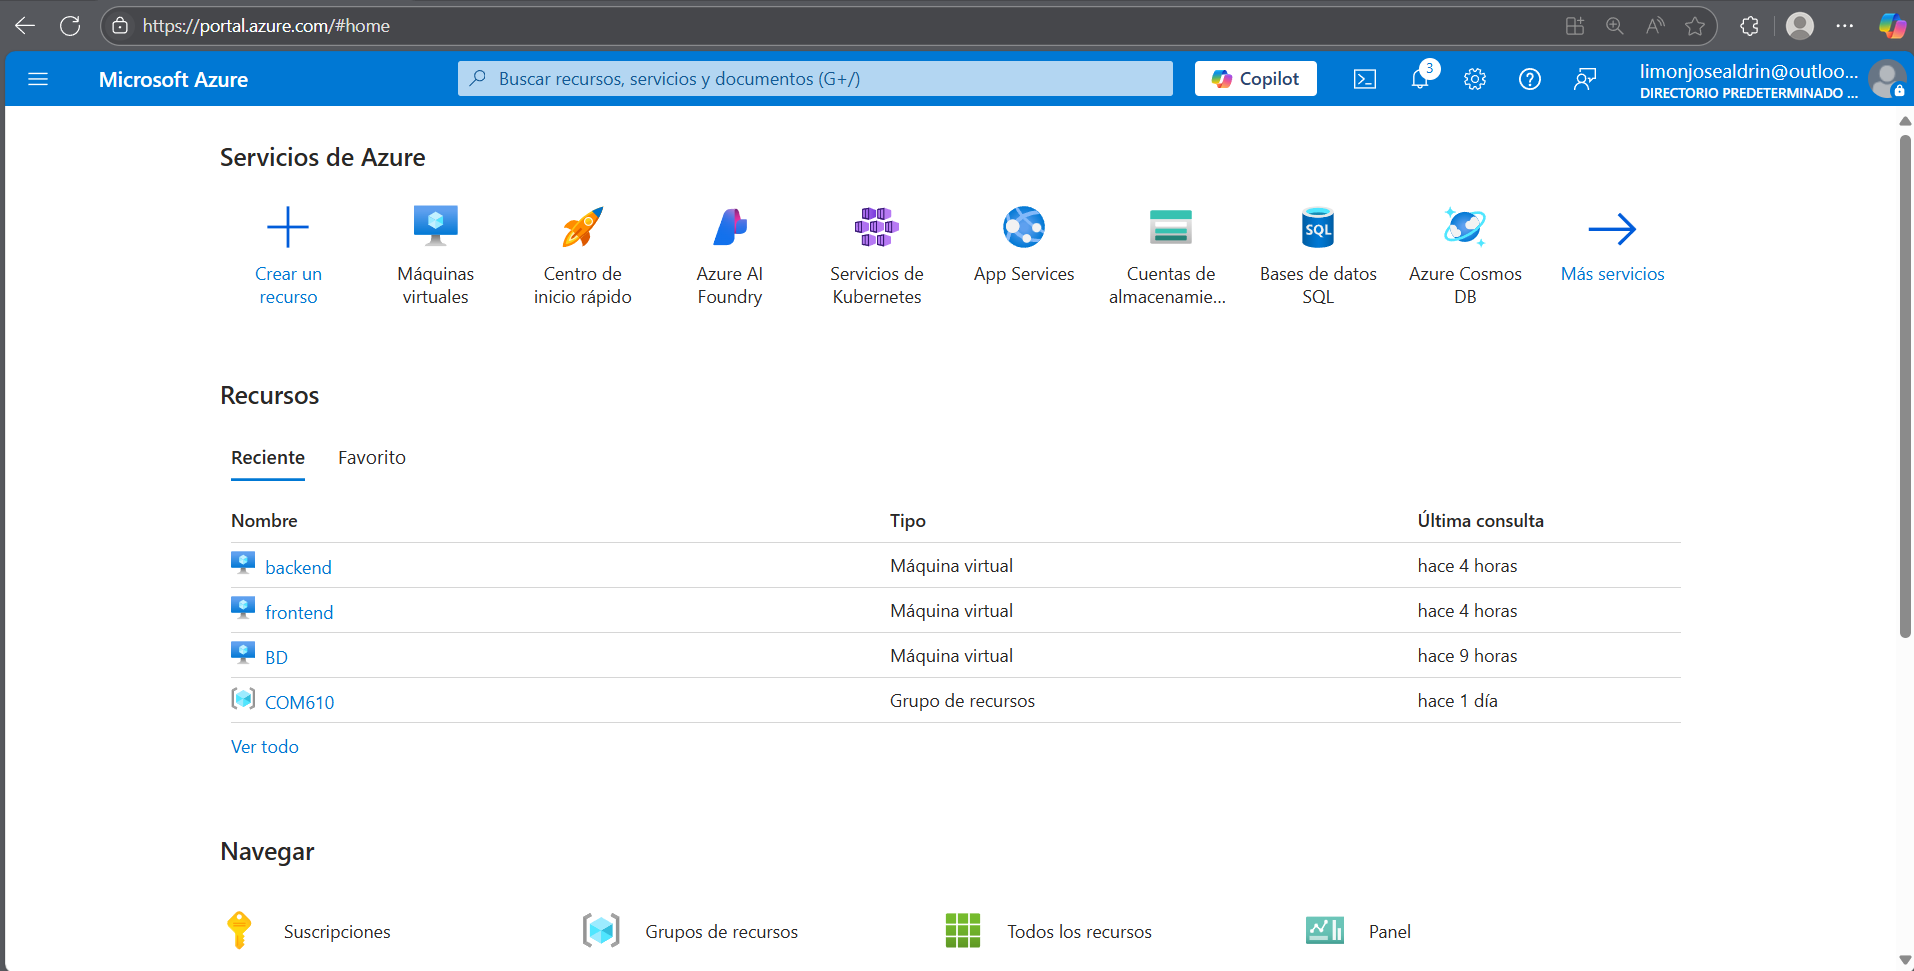 https://portal.azure.com/#home
Microsoft Azure
Buscar recursos, servicios y documentos (G+/)
Copilot
3
limonjosealdrin@outloo...
DIRECTORIO PREDETERMINADO ...
Servicios de Azure
Crear un
recurso
Máquinas
virtuales
Centro de
inicio rápido
Azure AI
Foundry
Servicios de
Kubernetes
App Services
Cuentas de
almacenamie...
SQL
Bases de datos
SQL
Azure Cosmos
DB
Más servicios
Recursos
Reciente Favorito
Nombre Tipo Última consulta
backend Máquina virtual hace 4 horas
frontend Máquina virtual hace 4 horas
BD Máquina virtual hace 9 horas
COM610 Grupo de recursos hace 1 día
Ver todo
Navegar
Suscripciones Grupos de recursos Todos los recursos Panel